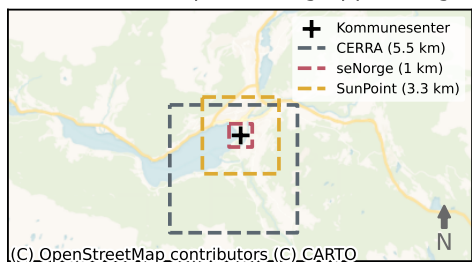 Kommunesenter
CERRA (5.5 km)
seNorge (1 km)
SunPoint (3.3 km)
N
(C) OpenStreetMap contributors (C) CARTO